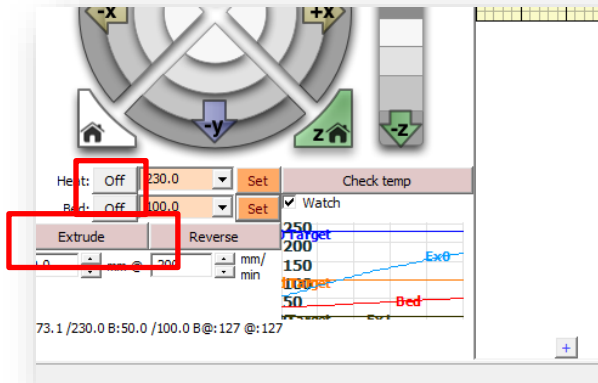 -x
+x
-y
z
-z
Heat: Off 230.0 Set Check temp
Bed: Off 100.0 Set Watch
Extrude Reverse
mm @ mm/
min
250
200
150
100
50
Target
Ex0
Bed
Target Ex1
73.1 /230.0 B:50.0 /100.0 B@:127 @:127
+